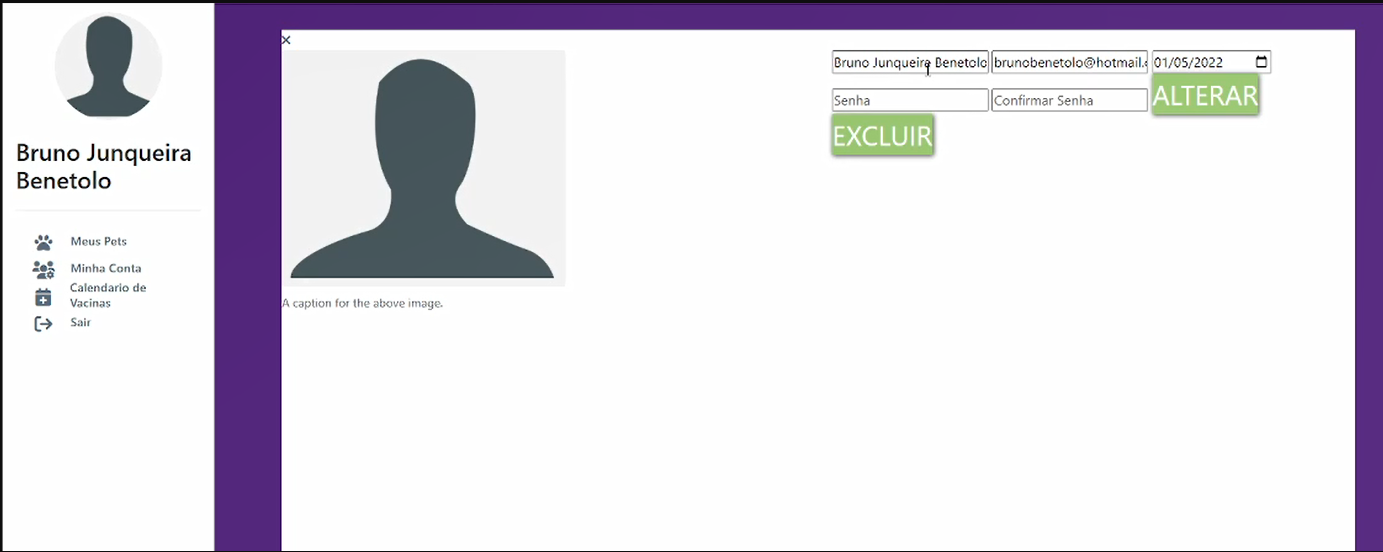 Bruno Junqueira
Benetolo
Meus Pets
Minha Conta
Calendario de
Vacinas
Sair
×
A caption for the above image.
Bruno Junqueira Benetolo brunobenetolo@hotmail. 01/05/2022
Senha Confirmar Senha ALTERAR
EXCLUIR